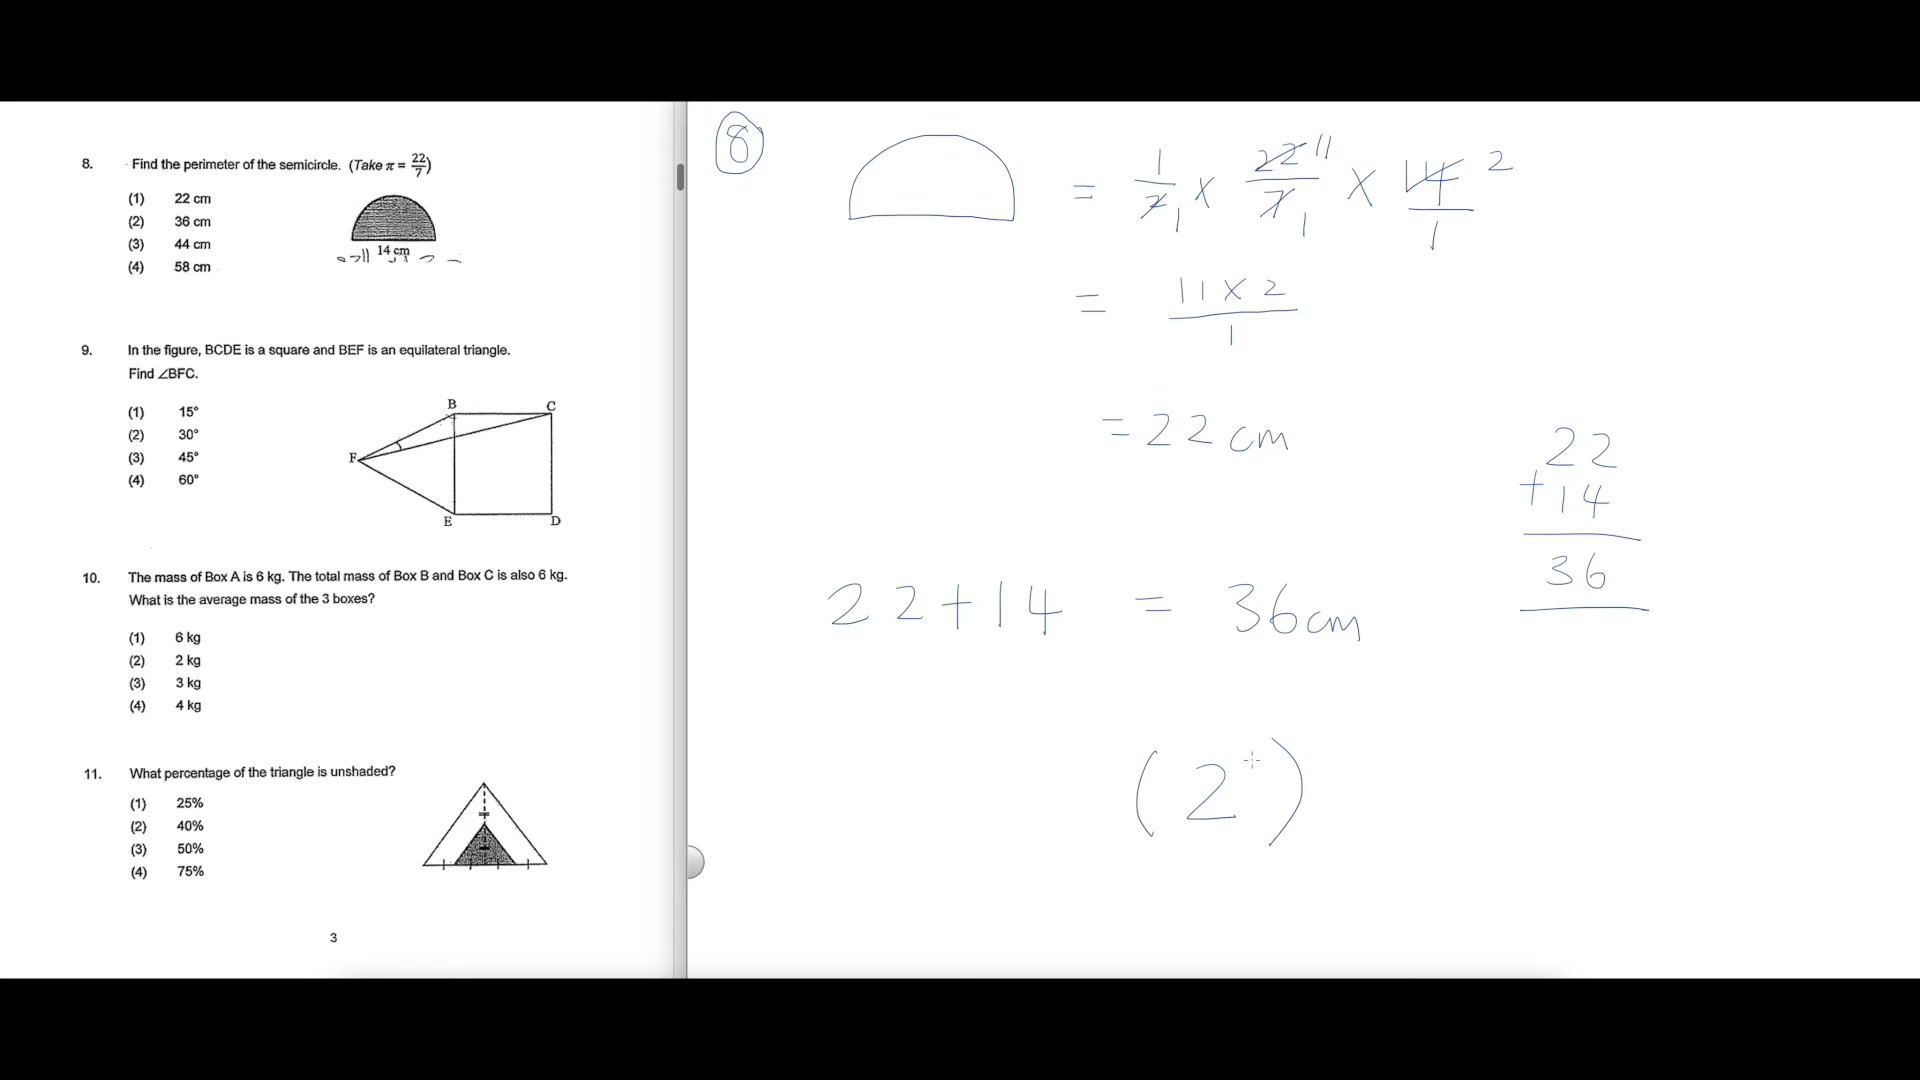 8. Find the perimeter of the semicircle. (Take π = 22/7)
(1) 22 cm
(2) 36 cm
(3) 44 cm
(4) 58 cm
14 cm
9. In the figure, BCDE is a square and BEF is an equilateral triangle.
Find ∠BFC.
(1) 15°
(2) 30°
(3) 45°
(4) 60°
B C
F
E D
10. The mass of Box A is 6 kg. The total mass of Box B and Box C is also 6 kg.
What is the average mass of the 3 boxes?
(1) 6 kg
(2) 2 kg
(3) 3 kg
(4) 4 kg
11. What percentage of the triangle is unshaded?
(1) 25%
(2) 40%
(3) 50%
(4) 75%
3
8
= 1/2 1 × 22 11/7 1 × 14 2/1
= 11 × 2/1
= 22 cm
22
+ 14
36
22 + 14 = 36 cm
(2)